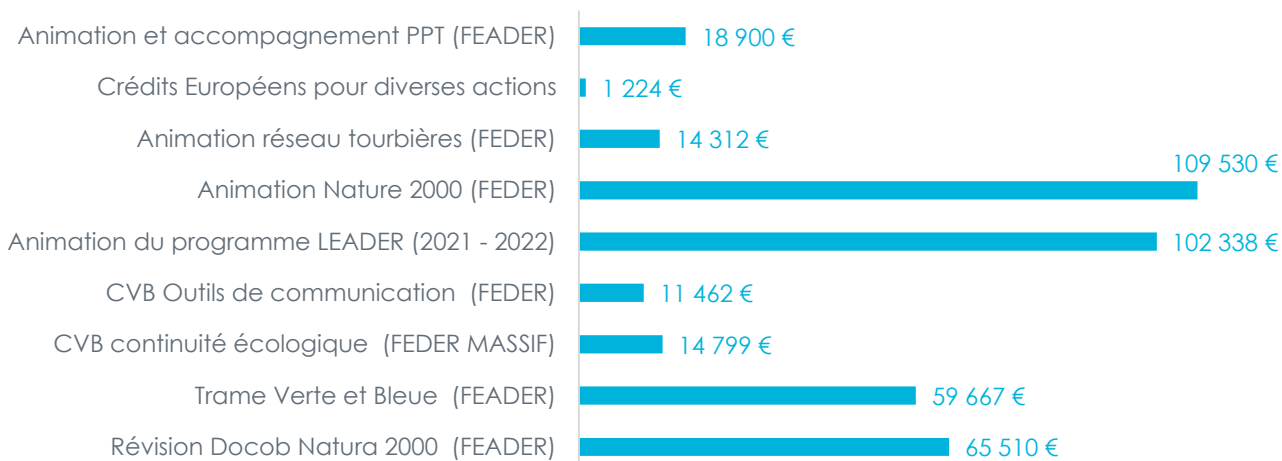 Animation et accompagnement PPT (FEADER) 18 900 €
Crédits Européens pour diverses actions 1 224 €
Animation réseau tourbières (FEDER) 14 312 €
Animation Nature 2000 (FEDER) 109 530 €
Animation du programme LEADER (2021 - 2022) 102 338 €
CVB Outils de communication (FEDER) 11 462 €
CVB continuité écologique (FEDER MASSIF) 14 799 €
Trame Verte et Bleue (FEADER) 59 667 €
Révision Docob Natura 2000 (FEADER) 65 510 €